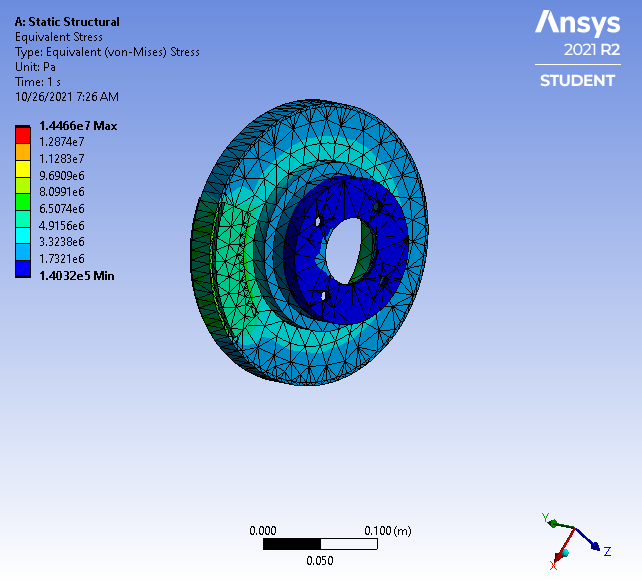 A: Static Structural
Equivalent Stress
Type: Equivalent (von-Mises) Stress
Unit: Pa
Time: 1 s
10/26/2021 7:26 AM
1.4466e7 Max
1.2874e7
1.1283e7
9.6909e6
8.0991e6
6.5074e6
4.9156e6
3.3238e6
1.7321e6
1.4032e5 Min
Ansys
2021 R2
STUDENT
0.000
0.100 (m)
0.050
Y
Z
X